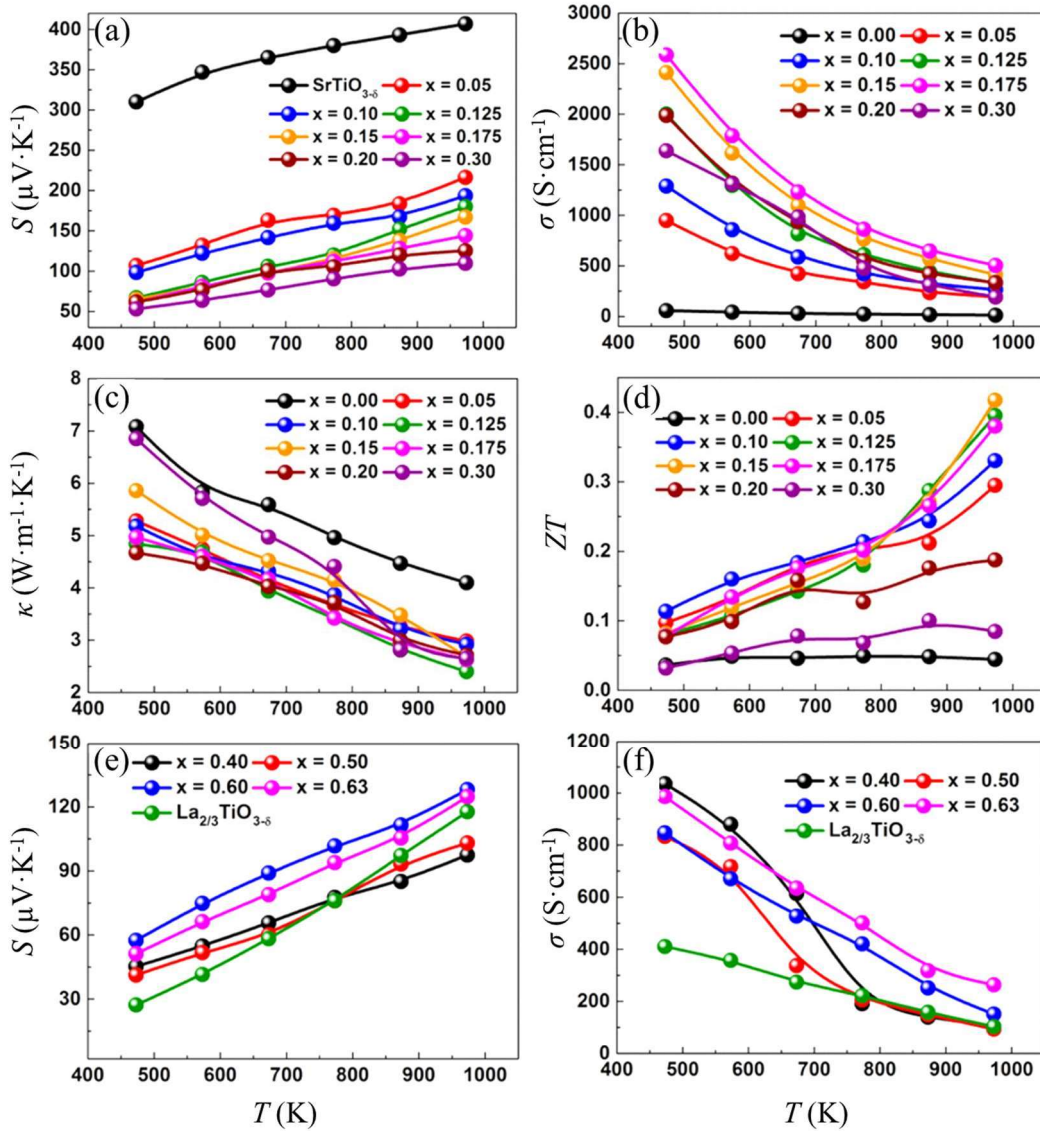 (a)
S (μV·K⁻¹)
400
350
300
250
200
150
100
50
SrTiO₃₋δ x = 0.05
x = 0.10 x = 0.125
x = 0.15 x = 0.175
x = 0.20 x = 0.30
400 500 600 700 800 900 1000
(b)
σ (S·cm⁻¹)
3000
2500
2000
1500
1000
500
0
x = 0.00 x = 0.05
x = 0.10 x = 0.125
x = 0.15 x = 0.175
x = 0.20 x = 0.30
400 500 600 700 800 900 1000
(c)
κ (W·m⁻¹·K⁻¹)
8
7
6
5
4
3
2
x = 0.00 x = 0.05
x = 0.10 x = 0.125
x = 0.15 x = 0.175
x = 0.20 x = 0.30
400 500 600 700 800 900 1000
(d)
ZT
0.4
0.3
0.2
0.1
0.0
x = 0.00 x = 0.05
x = 0.10 x = 0.125
x = 0.15 x = 0.175
x = 0.20 x = 0.30
400 500 600 700 800 900 1000
(e)
S (μV·K⁻¹)
150
120
90
60
30
x = 0.40 x = 0.50
x = 0.60 x = 0.63
La₂/₃TiO₃₋δ
400 500 600 700 800 900 1000
T (K)
(f)
σ (S·cm⁻¹)
1200
1000
800
600
400
200
0
x = 0.40 x = 0.50
x = 0.60 x = 0.63
La₂/₃TiO₃₋δ
400 500 600 700 800 900 1000
T (K)